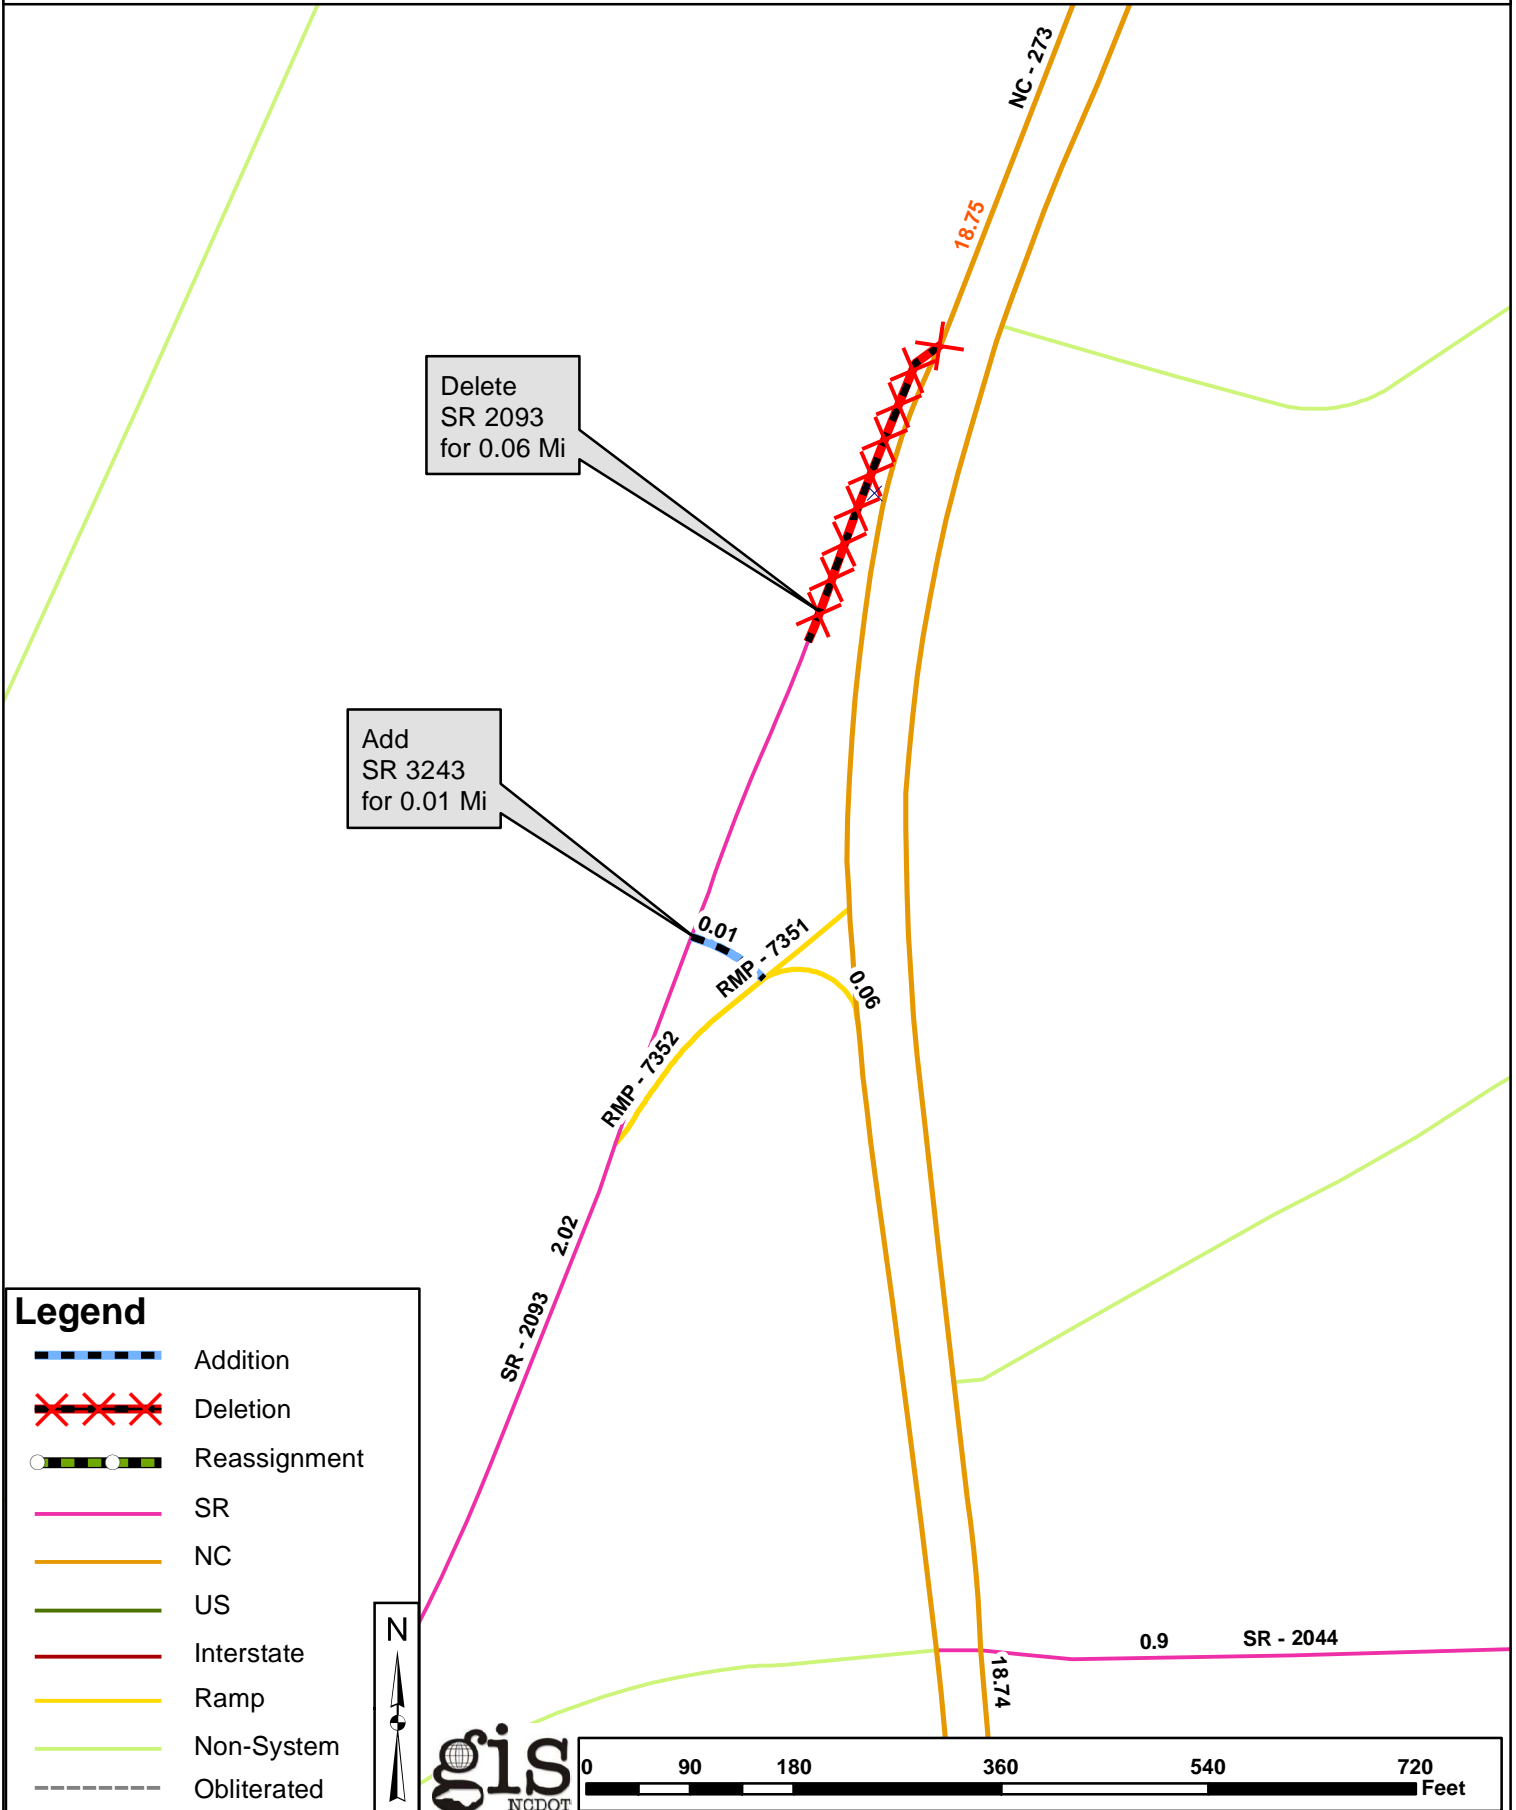 NC - 273
18.75
Delete
SR 2093
for 0.06 Mi
Add
SR 3243
for 0.01 Mi
0.01
RMP - 7351
0.06
RMP - 7352
2.02
SR - 2093
Legend
Addition
Deletion
Reassignment
SR
NC
US
Interstate
Ramp
Non-System
Obliterated
N
0.9 SR - 2044
18.74
gis
NCDOT
0 90 180 360 540 720
Feet